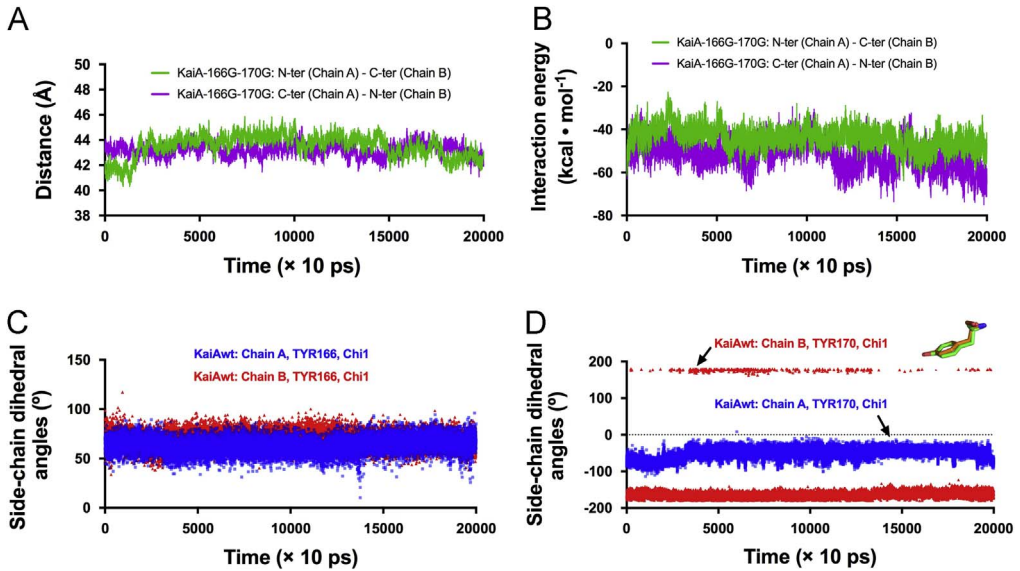 A
Distance (Å)
50
48
46
44
42
40
38
KaiA-166G-170G: N-ter (Chain A) - C-ter (Chain B)
KaiA-166G-170G: C-ter (Chain A) - N-ter (Chain B)
0 5000 10000 15000 20000
Time (× 10 ps)
B
Interaction energy
(kcal • mol⁻¹)
0
-20
-40
-60
-80
KaiA-166G-170G: N-ter (Chain A) - C-ter (Chain B)
KaiA-166G-170G: C-ter (Chain A) - N-ter (Chain B)
0 5000 10000 15000 20000
Time (× 10 ps)
C
Side-chain dihedral
angles (º)
150
100
50
0
KaiAwt: Chain A, TYR166, Chi1
KaiAwt: Chain B, TYR166, Chi1
0 5000 10000 15000 20000
Time (× 10 ps)
D
Side-chain dihedral
angles (º)
200
100
0
-100
-200
KaiAwt: Chain B, TYR170, Chi1
KaiAwt: Chain A, TYR170, Chi1
0 5000 10000 15000 20000
Time (× 10 ps)